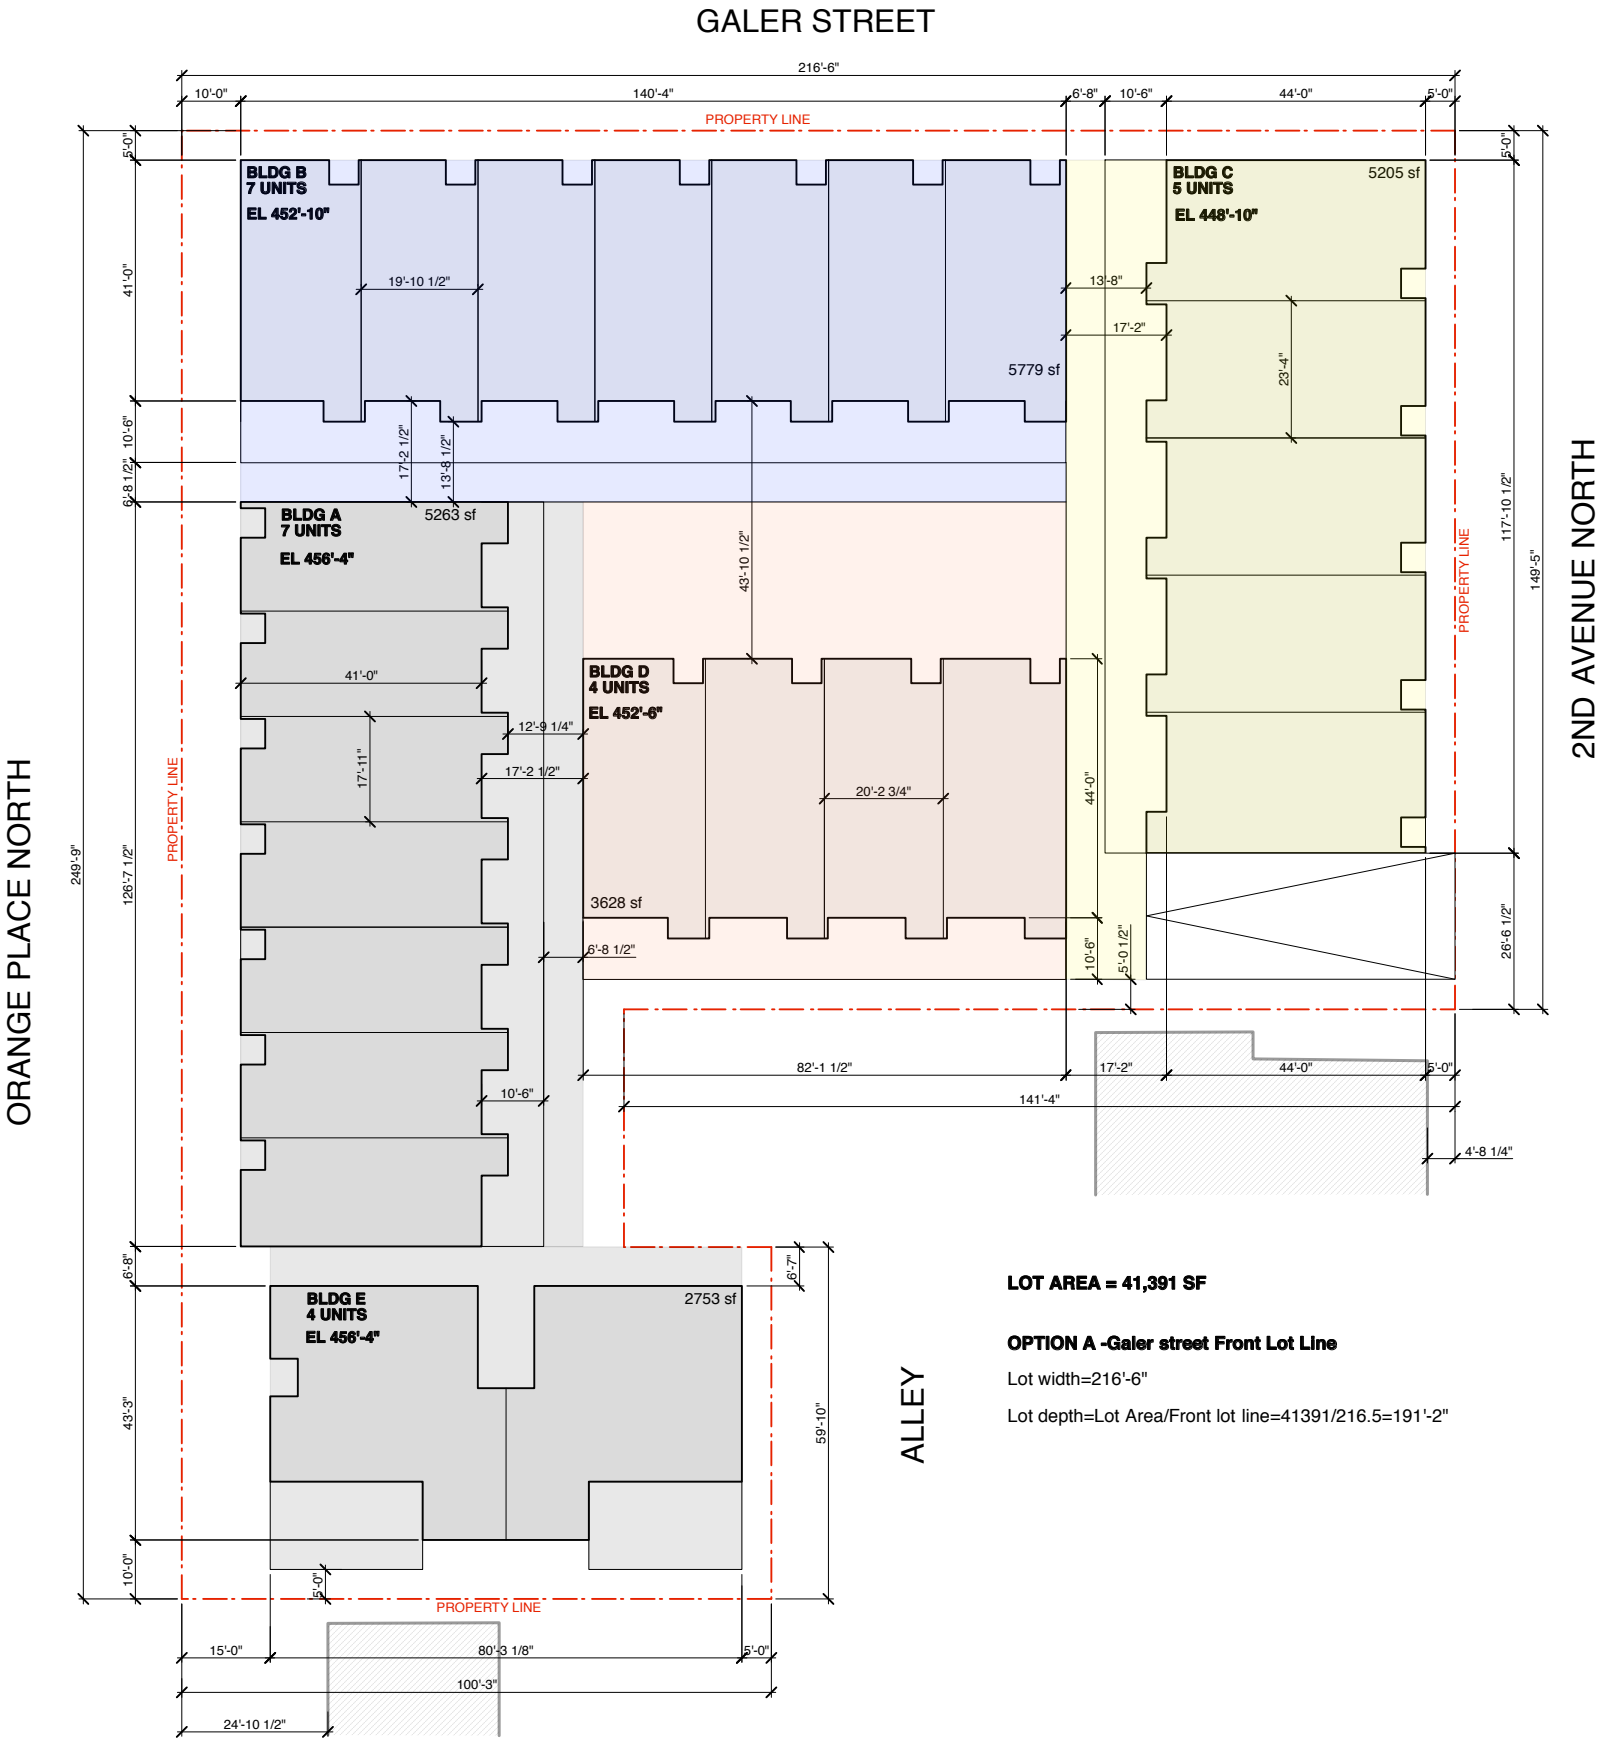 GALER STREET
216'-6"
10'-0"
140'-4"
6'-8"
10'-6"
44'-0"
5'-0"
PROPERTY LINE
5'-0"
5'-0"
BLDG B
7 UNITS
EL 452'-10"
BLDG C
5 UNITS
EL 448'-10"
5205 sf
41'-0"
19'-10 1/2"
13'-8"
17'-2"
23'-4"
5779 sf
10'-6"
17'-2 1/2"
13'-8 1/2"
6'-8 1/2"
BLDG A
7 UNITS
EL 456'-4"
5263 sf
43'-10 1/2"
117'-10 1/2"
149'-5"
PROPERTY LINE
2ND AVENUE NORTH
BLDG D
4 UNITS
EL 452'-6"
41'-0"
12'-9 1/4"
17'-11"
17'-2 1/2"
20'-2 3/4"
44'-0"
PROPERTY LINE
ORANGE PLACE NORTH
249'-9"
126'-7 1/2"
3628 sf
6'-8 1/2"
10'-6"
5'-0 1/2"
26'-6 1/2"
82'-1 1/2"
17'-2"
44'-0"
5'-0"
10'-6"
141'-4"
4'-8 1/4"
6'-8"
6'-7"
BLDG E
4 UNITS
EL 456'-4"
2753 sf
LOT AREA = 41,391 SF
OPTION A -Galer street Front Lot Line
Lot width=216'-6"
Lot depth=Lot Area/Front lot line=41391/216.5=191'-2"
43'-3"
59'-10"
ALLEY
10'-0"
5'-0"
PROPERTY LINE
15'-0"
80'-3 1/8"
5'-0"
100'-3"
24'-10 1/2"